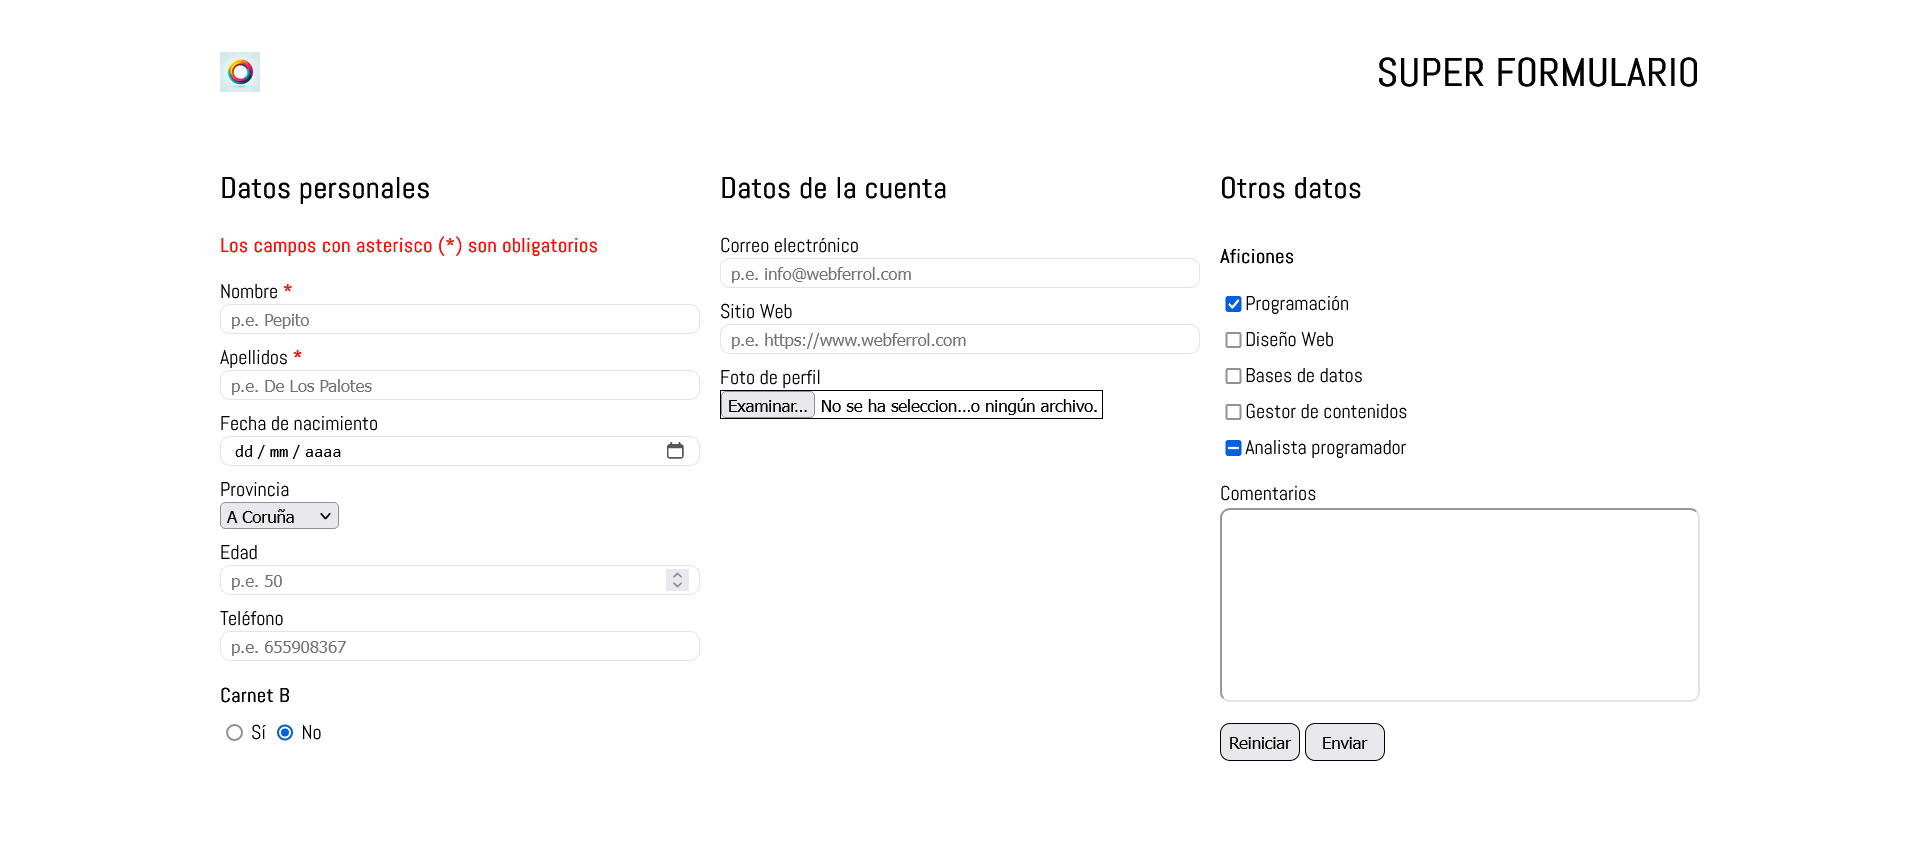 SUPER FORMULARIO
Datos personales
Los campos con asterisco (*) son obligatorios
Nombre *
p.e. Pepito
Apellidos *
p.e. De Los Palotes
Fecha de nacimiento
dd / mm / aaaa
Provincia
A Coruña
Edad
p.e. 50
Teléfono
p.e. 655908367
Carnet B
Sí No
Datos de la cuenta
Correo electrónico
p.e. info@webferrol.com
Sitio Web
p.e. https://www.webferrol.com
Foto de perfil
Examinar... No se ha seleccion...o ningún archivo.
Otros datos
Aficiones
Programación
Diseño Web
Bases de datos
Gestor de contenidos
Analista programador
Comentarios
Reiniciar Enviar